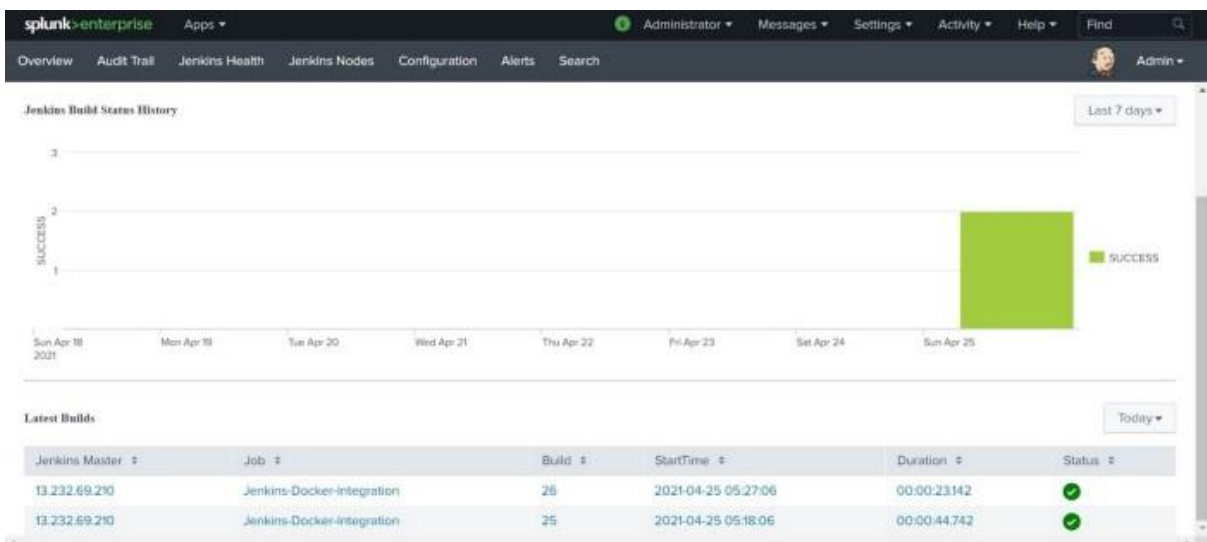 splunk>enterprise Apps Administrator Messages Settings Activity Help Find
Overview Audit Trail Jenkins Health Jenkins Nodes Configuration Alerts Search Admin
Jenkins Build Status History Last 7 days
3
2
1
SUCCESS
SUCCESS
Sun Apr 18 Mon Apr 19 Tue Apr 20 Wed Apr 21 Thu Apr 22 Fri Apr 23 Sat Apr 24 Sun Apr 25
2021
Latest Builds Today
Jenkins Master Job Build StartTime Duration Status
13.232.69.210 Jenkins-Docker-Integration 26 2021-04-25 05:27:06 00:00:23.142
13.232.69.210 Jenkins-Docker-Integration 25 2021-04-25 05:18:06 00:00:44.742